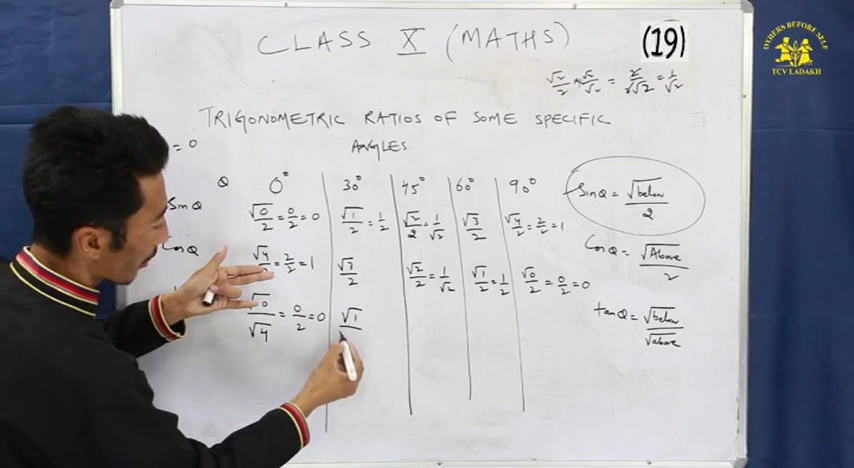 CLASS X (MATHS)
(19)
OTHERS BEFORE SELF
TCV LADAKH
√2/2 × √2/√2 = 2/2√2 = 1/√2
TRIGONOMETRIC RATIOS OF SOME SPECIFIC
ANGLES
= 0
Q 0° 30° 45° 60° 90°
Sin Q √0/2 = 0/2 = 0 √1/2 = 1/2 √2/2 = 1/√2 √3/2 √4/2 = 2/2 = 1
Cos Q √4/2 = 2/2 = 1 √3/2 √2/2 = 1/√2 √1/2 = 1/2 √0/2 = 0/2 = 0
√0/√4 = 0/2 = 0 √1/
Sin Q = √below/2
Cos Q = √Above/2
tan Q = √below/√above